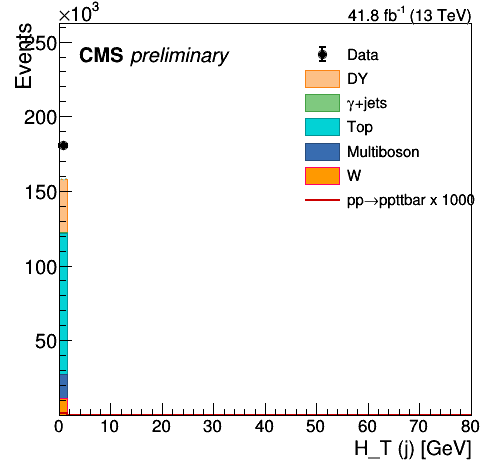 ×10³
41.8 fb⁻¹ (13 TeV)
Events
CMS preliminary
Data
DY
γ+jets
Top
Multiboson
W
pp→ppttbar x 1000
250
200
150
100
50
0 10 20 30 40 50 60 70 80
H_T (j) [GeV]